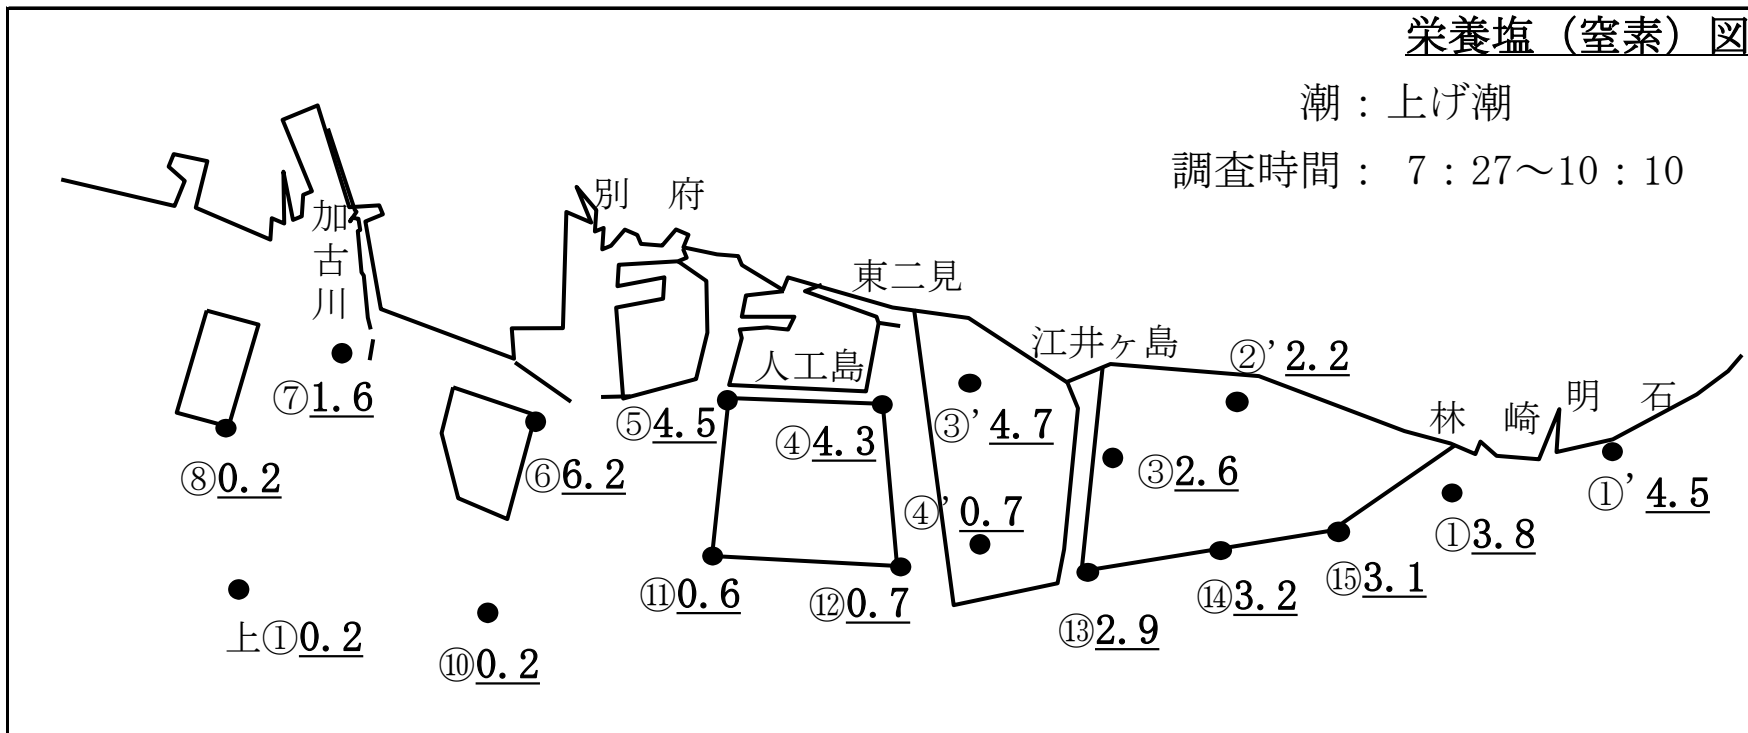 栄養塩（窒素）図
潮：上げ潮
調査時間： 7：27～10：10
別 府
加古川
東二見
江井ヶ島
人工島
林 崎
明 石
②' 2.2
⑦1.6
⑤4.5
④4.3
③' 4.7
⑧0.2
⑥6.2
③2.6
①' 4.5
④' 0.7
①3.8
⑪0.6
⑫0.7
⑭3.2
⑮3.1
上①0.2
⑩0.2
⑬2.9